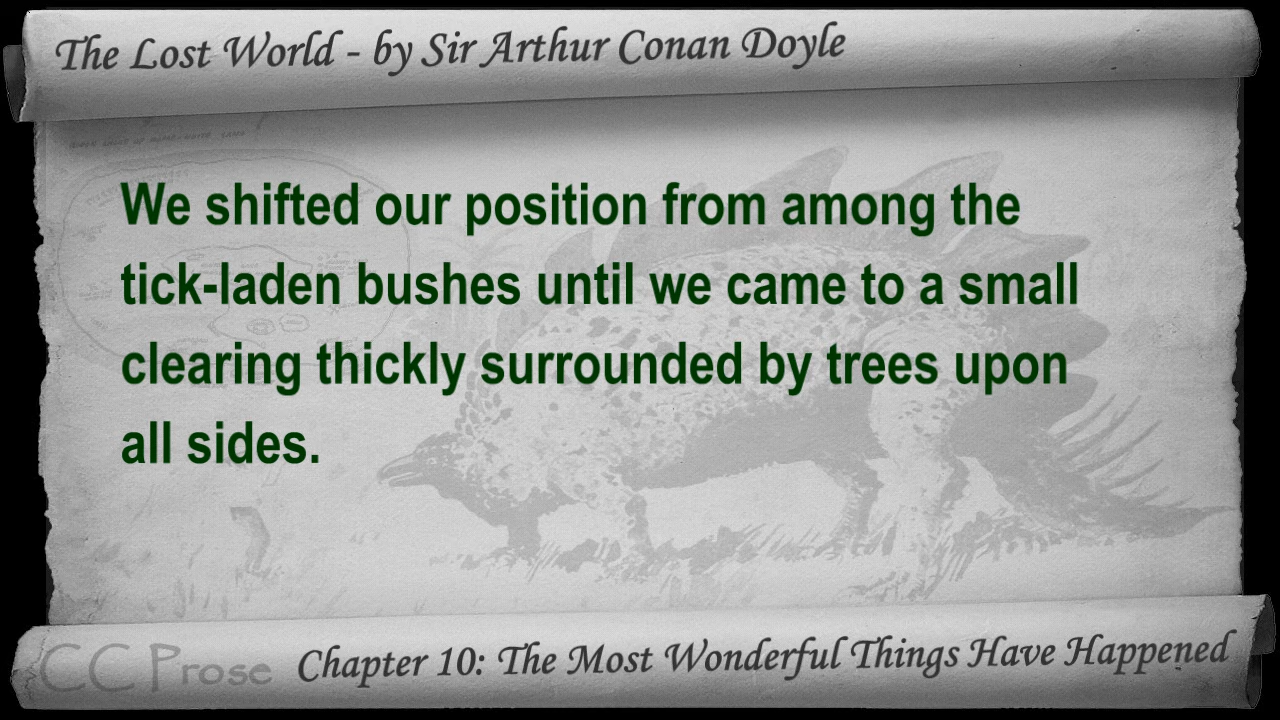 The Lost World - by Sir Arthur Conan Doyle
We shifted our position from among the
tick-laden bushes until we came to a small
clearing thickly surrounded by trees upon
all sides.
CC Prose
Chapter 10: The Most Wonderful Things Have Happened